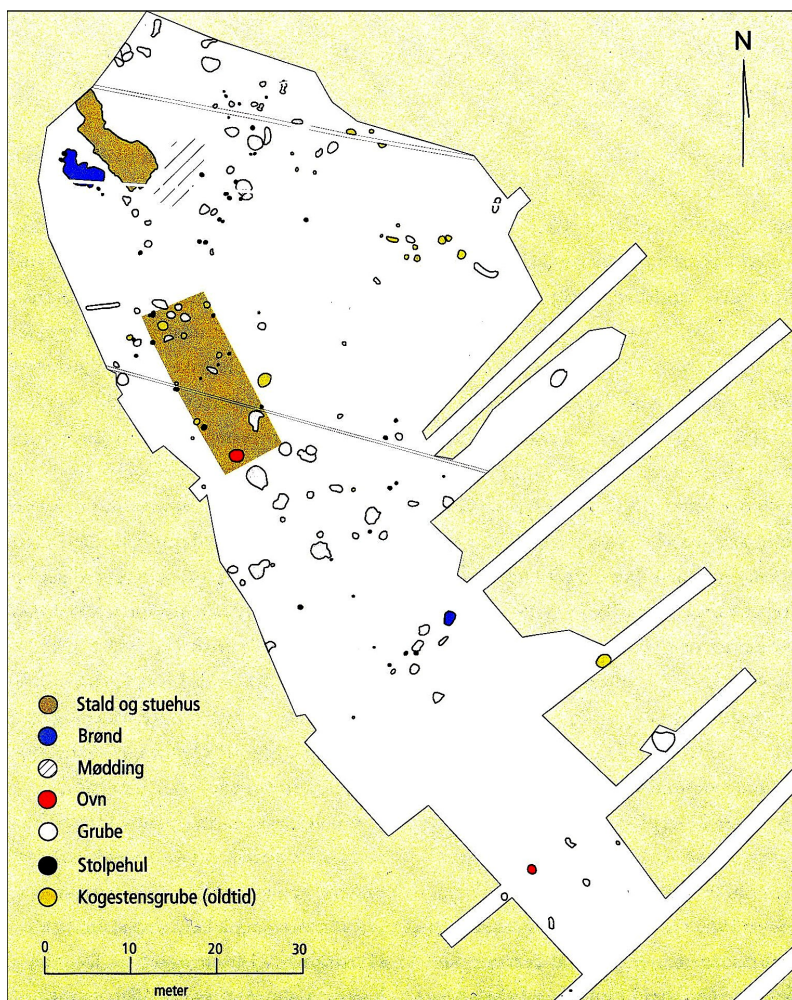 N
Stald og stuehus
Brønd
Mødding
Ovn
Grube
Stolpehul
Kogestensgrube (oldtid)
0 10 20 30
meter